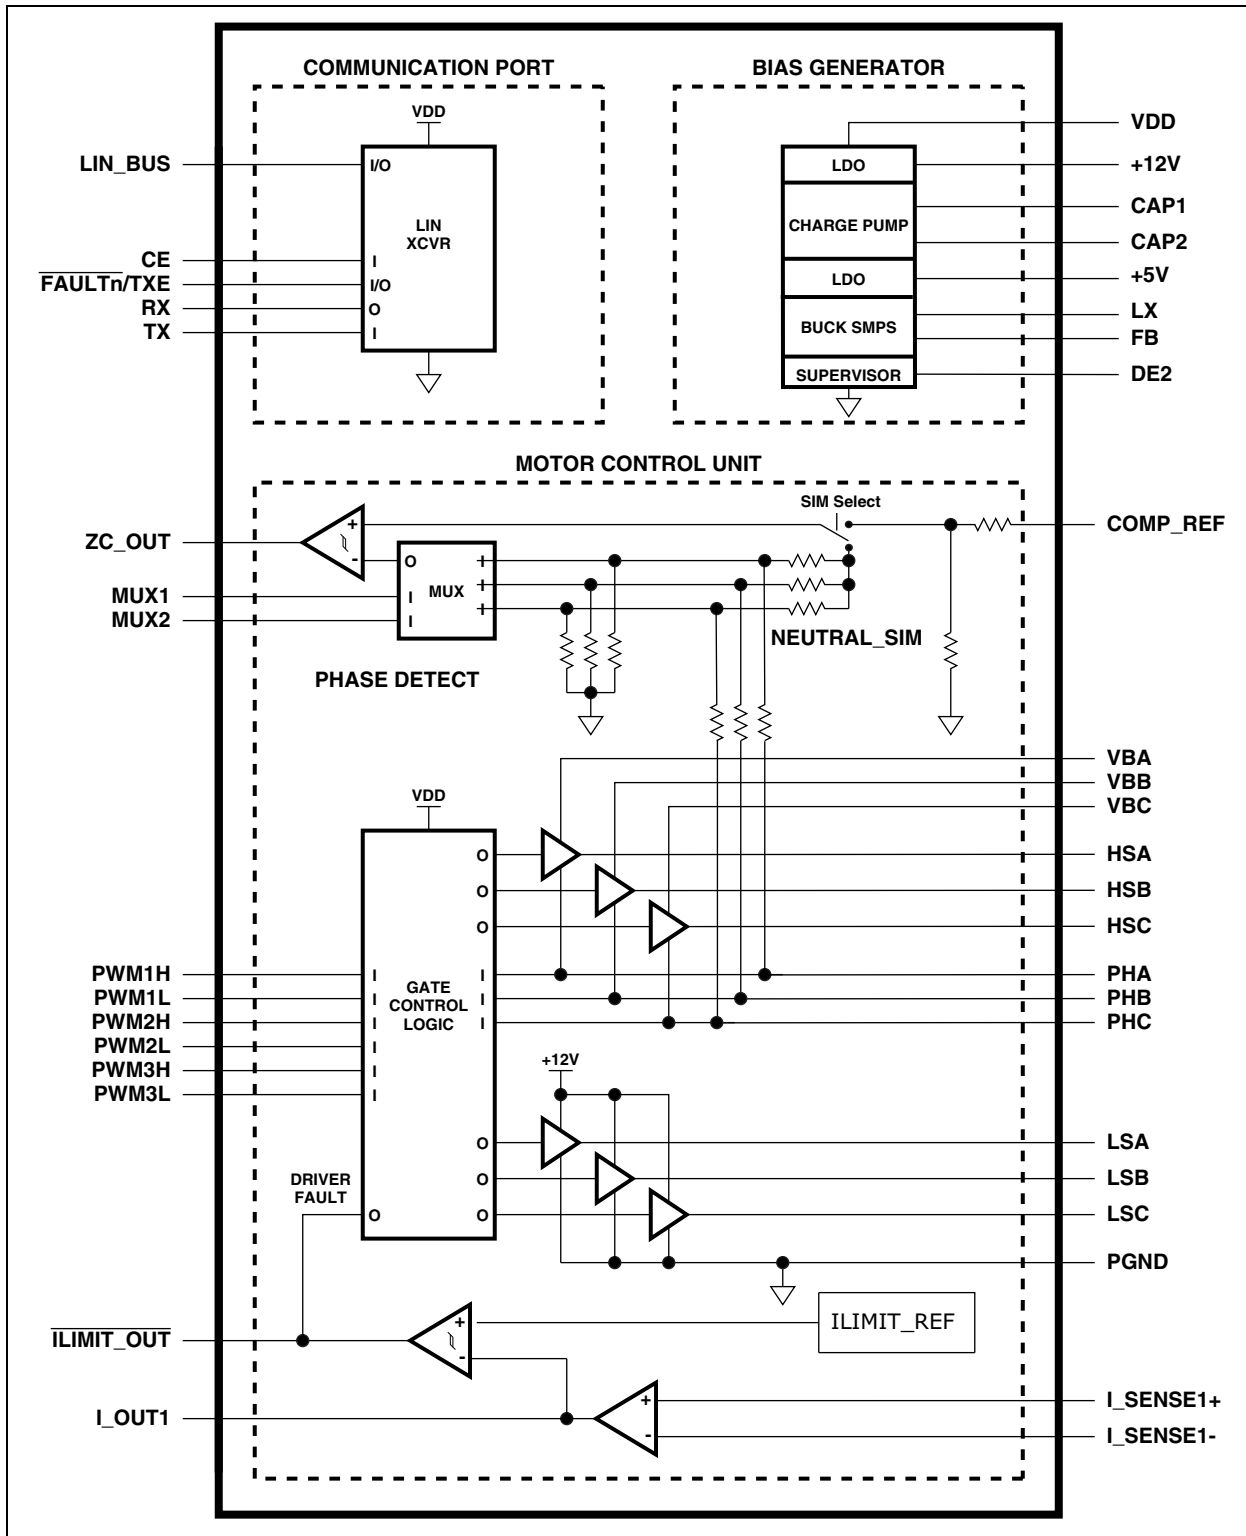 COMMUNICATION PORT
BIAS GENERATOR
VDD
LIN_BUS
I/O
LIN
XCVR
CE
I
FAULTn/TXE
I/O
RX
O
TX
I
VDD
LDO
+12V
CHARGE PUMP
CAP1
CAP2
LDO
+5V
BUCK SMPS
LX
FB
SUPERVISOR
DE2
MOTOR CONTROL UNIT
SIM Select
COMP_REF
+
-
ZC_OUT
O
I
I
I
MUX
MUX1
I
MUX2
I
NEUTRAL_SIM
PHASE DETECT
VBA
VBB
VBC
VDD
O
HSA
O
HSB
O
HSC
GATE
CONTROL
LOGIC
PWM1H
I
I
PHA
PWM1L
I
I
PHB
PWM2H
I
I
PHC
PWM2L
I
PWM3H
I
PWM3L
I
+12V
O
LSA
O
LSB
O
LSC
DRIVER
FAULT
O
PGND
ILIMIT_REF
+
-
ILIMIT_OUT
I_OUT1
+
-
I_SENSE1+
I_SENSE1-